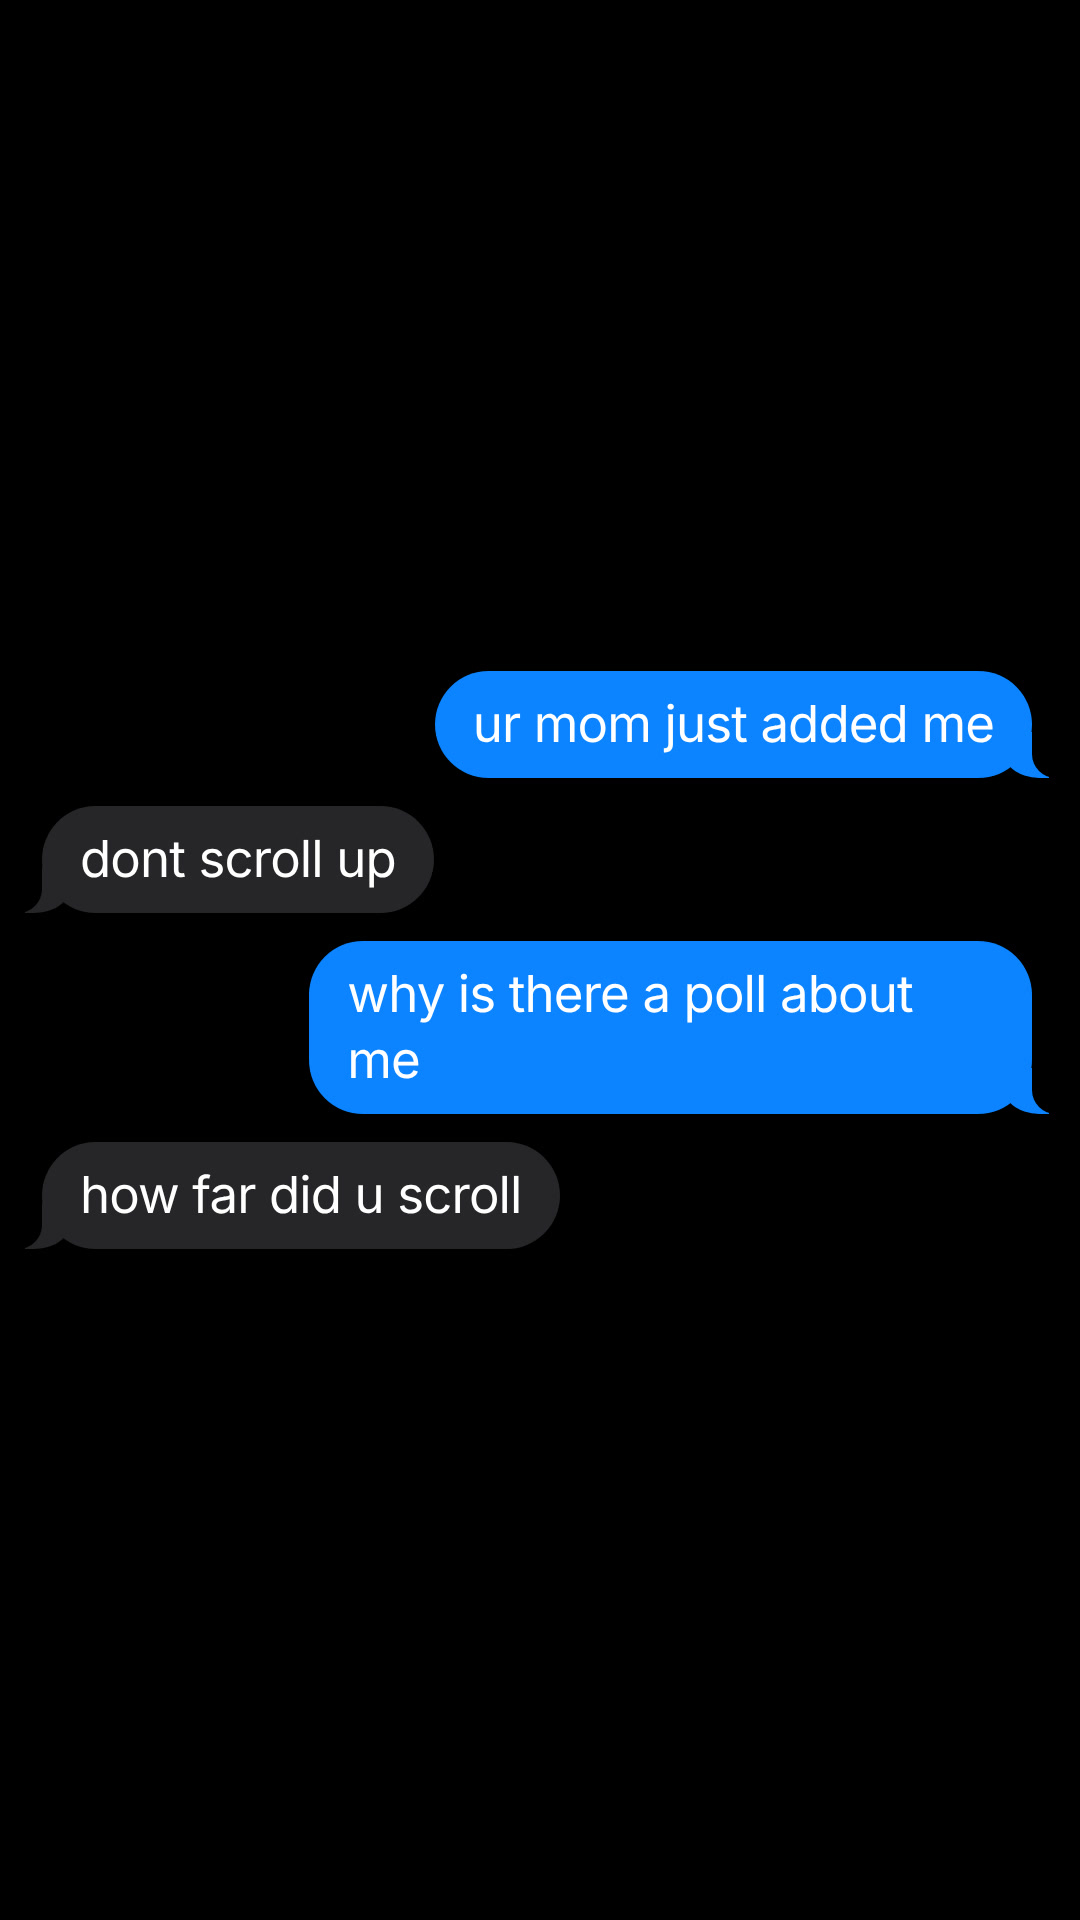 ur mom just added me
dont scroll up
why is there a poll about
me
how far did u scroll